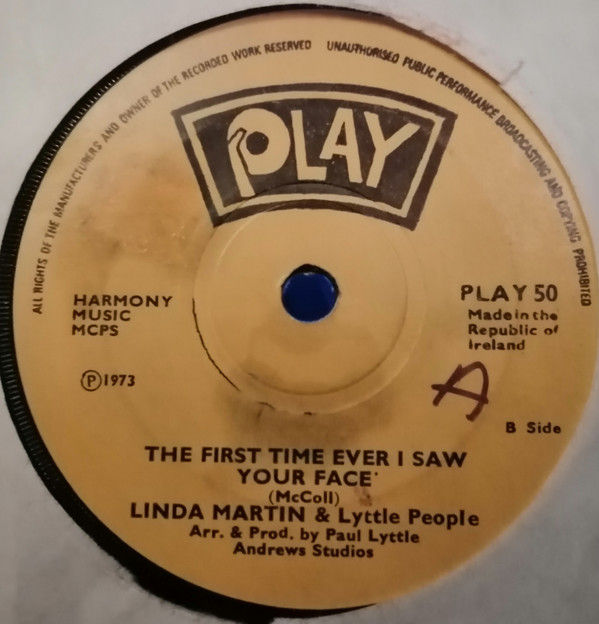 ALL RIGHTS OF THE MANUFACTURERS AND OWNER OF THE RECORDED WORK RESERVED UNAUTHORISED PUBLIC PERFORMANCE BROADCASTING AND COPYING PROHIBITED
PLAY
HARMONY
MUSIC
MCPS
℗1973
PLAY 50
Made in the
Republic of
Ireland
A
B Side
THE FIRST TIME EVER I SAW
YOUR FACE
(McColl)
LINDA MARTIN & Lyttle People
Arr. & Prod. by Paul Lyttle
Andrews Studios